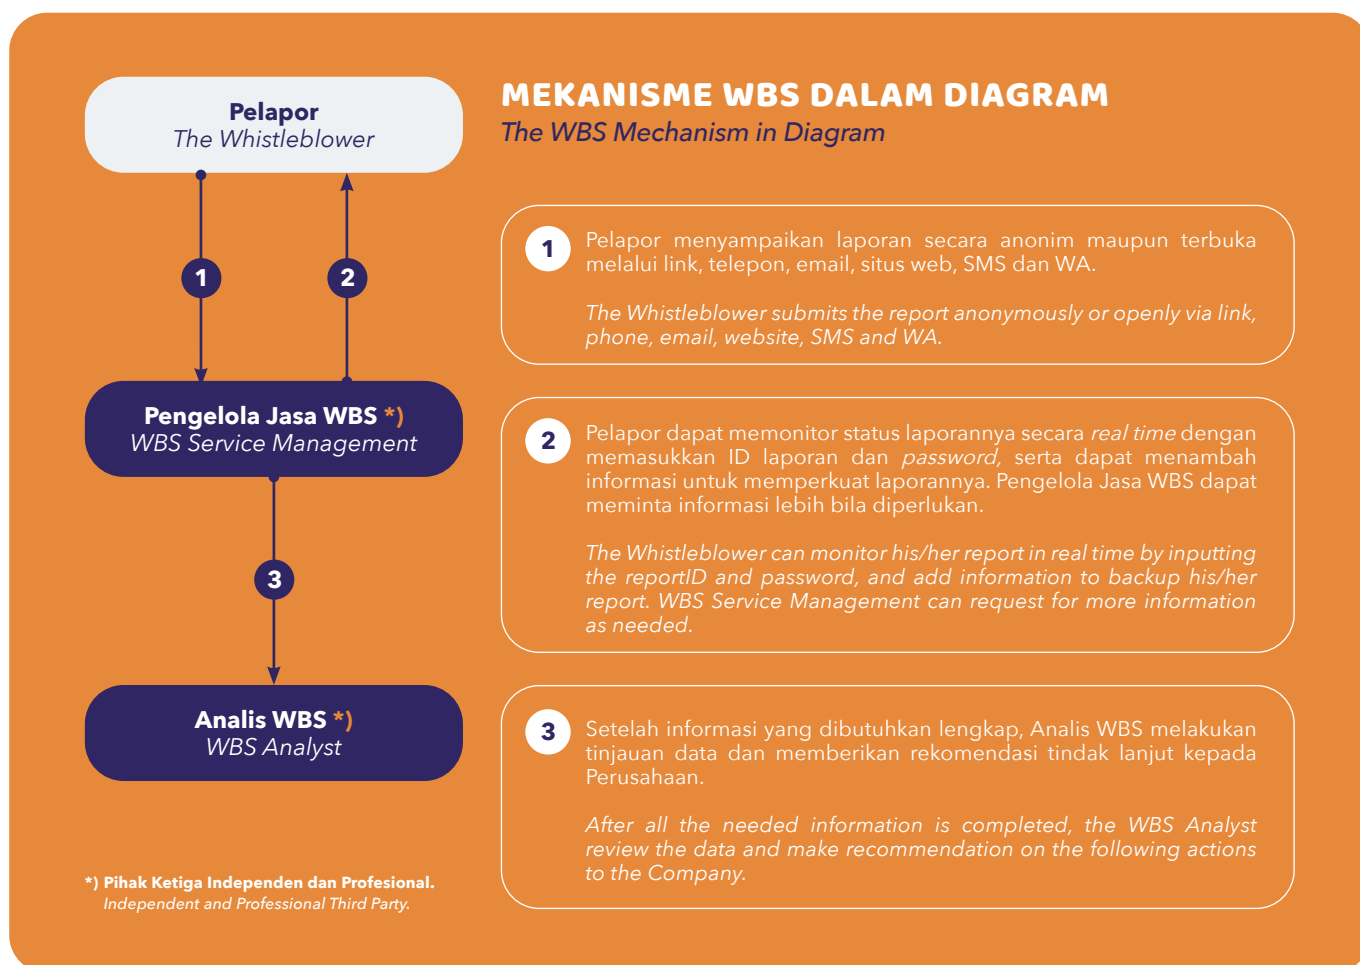 Pelapor
The Whistleblower
1
2
Pengelola Jasa WBS *)
WBS Service Management
3
Analis WBS *)
WBS Analyst
*) Pihak Ketiga Independen dan Profesional.
Independent and Professional Third Party.
MEKANISME WBS DALAM DIAGRAM
The WBS Mechanism in Diagram
1
Pelapor menyampaikan laporan secara anonim maupun terbuka
melalui link, telepon, email, situs web, SMS dan WA.
The Whistleblower submits the report anonymously or openly via link,
phone, email, website, SMS and WA.
2
Pelapor dapat memonitor status laporannya secara real time dengan
memasukkan ID laporan dan password, serta dapat menambah
informasi untuk memperkuat laporannya. Pengelola Jasa WBS dapat
meminta informasi lebih bila diperlukan.
The Whistleblower can monitor his/her report in real time by inputting
the reportID and password, and add information to backup his/her
report. WBS Service Management can request for more information
as needed.
3
Setelah informasi yang dibutuhkan lengkap, Analis WBS melakukan
tinjauan data dan memberikan rekomendasi tindak lanjut kepada
Perusahaan.
After all the needed information is completed, the WBS Analyst
review the data and make recommendation on the following actions
to the Company.